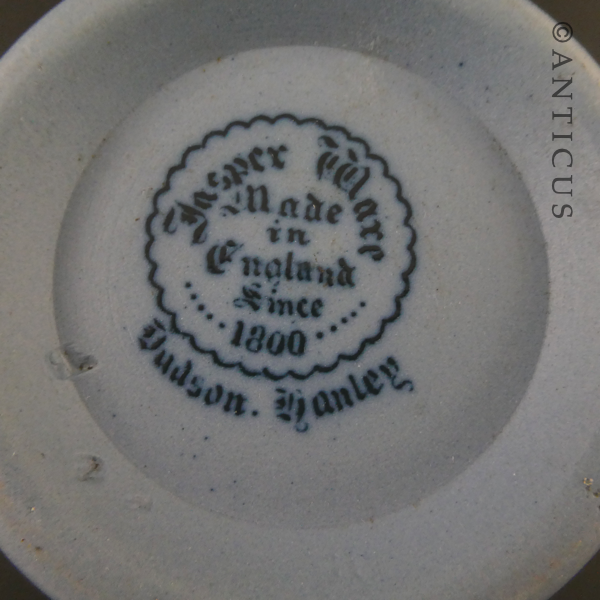 Jasper Ware
Made
in
England
Since
1800
Dudson. Hanley
© ANTICUS